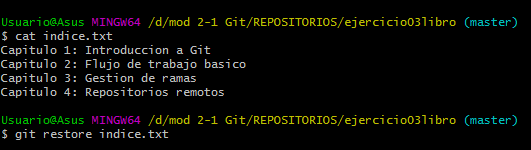 Usuario@Asus MINGW64 /d/mod 2-1 Git/REPOSITORIOS/ejercicio03libro (master)
$ cat indice.txt
Capitulo 1: Introduccion a Git
Capitulo 2: Flujo de trabajo basico
Capitulo 3: Gestion de ramas
Capitulo 4: Repositorios remotos
Usuario@Asus MINGW64 /d/mod 2-1 Git/REPOSITORIOS/ejercicio03libro (master)
$ git restore indice.txt